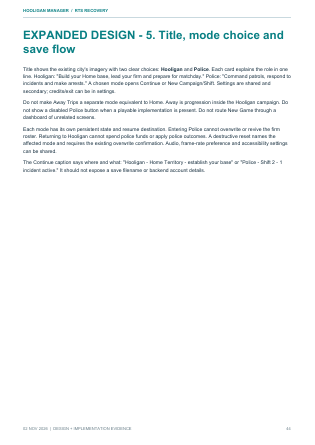 HOOLIGAN MANAGER / RTS RECOVERY
EXPANDED DESIGN - 5. Title, mode choice and
save flow
Title shows the existing city's imagery with two clear choices: Hooligan and Police. Each card explains the role in one
line. Hooligan: "Build your Home base, lead your firm and prepare for matchday." Police: "Command patrols, respond to
incidents and make arrests." A chosen mode opens Continue or New Campaign/Shift. Settings are shared and
secondary; credits/exit can be in settings.
Do not make Away Trips a separate mode equivalent to Home. Away is progression inside the Hooligan campaign. Do
not show a disabled Police button when a playable implementation is present. Do not route New Game through a
dashboard of unrelated screens.
Each mode has its own persistent state and resume destination. Entering Police cannot overwrite or revive the firm
roster. Returning to Hooligan cannot spend police funds or apply police outcomes. A destructive reset names the
affected mode and requires the existing overwrite confirmation. Audio, frame-rate preference and accessibility settings
can be shared.
The Continue caption says where and what: "Hooligan - Home Territory - establish your base" or "Police - Shift 2 - 1
incident active." It should not expose a save filename or backend account details.
02 NOV 2025 | DESIGN + IMPLEMENTATION EVIDENCE